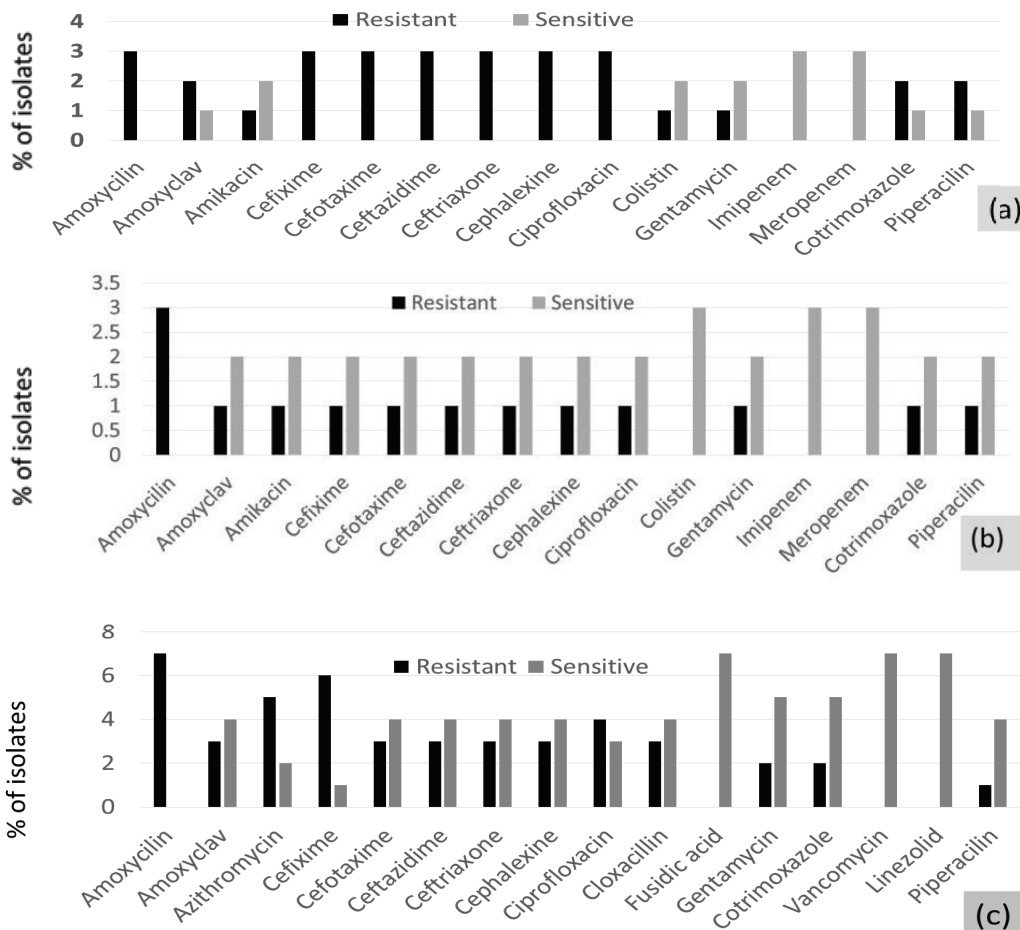 Resistant Sensitive
% of isolates
4
3
2
1
0
Amoxycilin Amoxyclav Amikacin Cefixime Cefotaxime Ceftazidime Ceftriaxone Cephalexine Ciprofloxacin Colistin Gentamycin Imipenem Meropenem Cotrimoxazole Piperacilin
(a)
Resistant Sensitive
% of isolates
3.5
3
2.5
2
1.5
1
0.5
0
Amoxycilin Amoxyclav Amikacin Cefixime Cefotaxime Ceftazidime Ceftriaxone Cephalexine Ciprofloxacin Colistin Gentamycin Imipenem Meropenem Cotrimoxazole Piperacilin
(b)
Resistant Sensitive
% of isolates
8
6
4
2
0
Amoxycilin Amoxyclav Azithromycin Cefixime Cefotaxime Ceftazidime Ceftriaxone Cephalexine Ciprofloxacin Cloxacillin Fusidic acid Gentamycin Cotrimoxazole Vancomycin Linezolid Piperacilin
(c)